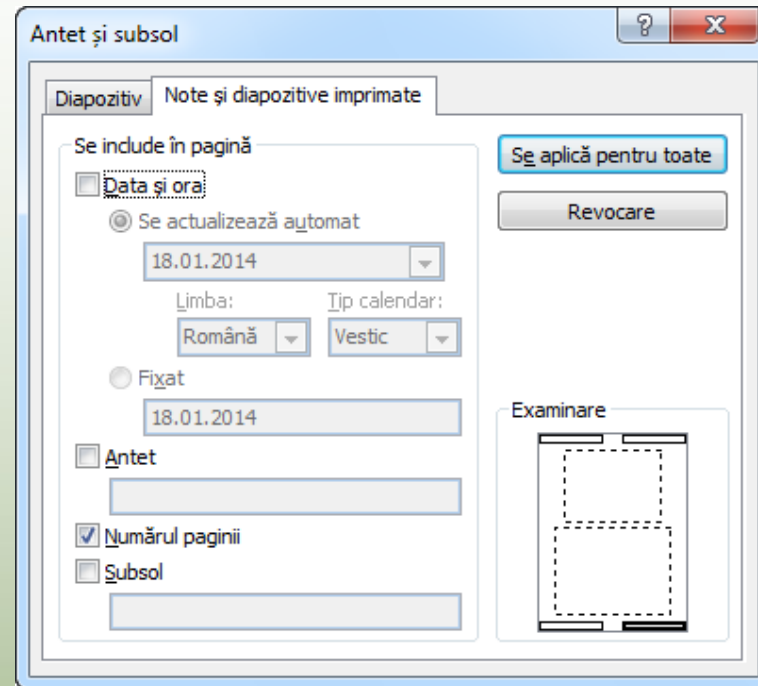 Antet și subsol
Diapozitiv
Note și diapozitive imprimate
Se include în pagină
Data și ora
Se actualizează automat
18.01.2014
Limba:
Tip calendar:
Română
Vestic
Fixat
18.01.2014
Antet
Numărul paginii
Subsol
Se aplică pentru toate
Revocare
Examinare